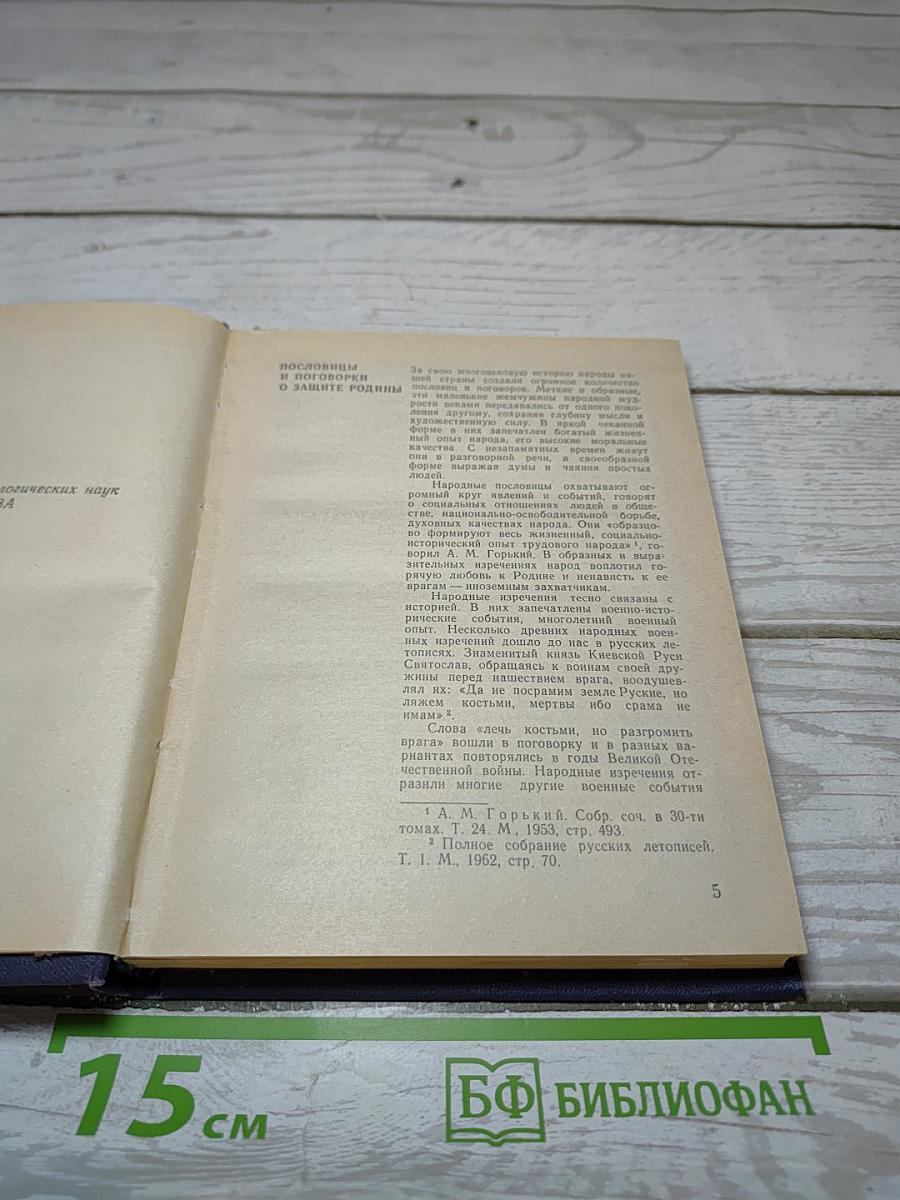 логических наук
ВА
ПОСЛОВИЦЫ
И ПОГОВОРКИ
О ЗАЩИТЕ РОДИНЫ
За свою многовековую историю народы на-
шей страны создали огромное количество
пословиц и поговорок. Меткие и образные,
эти маленькие жемчужины народной муд-
рости веками передавались от одного поко-
ления другому, сохраняя глубину мысли и
художественную силу. В яркой чеканной
форме в них запечатлен богатый жизнен-
ный опыт народа, его высокие моральные
качества. С незапамятных времен живут
они в разговорной речи, в своеобразной
форме выражая думы и чаяния простых
людей.
Народные пословицы охватывают ог-
ромный круг явлений и событий, говорят
о социальных отношениях людей в обще-
стве, национально-освободительной борьбе,
духовных качествах народа. Они «образцо-
во формируют весь жизненный, социально-
исторический опыт трудового народа» ¹, го-
ворил А. М. Горький. В образных и выра-
зительных изречениях народ воплотил го-
рячую любовь к Родине и ненависть к ее
врагам — иноземным захватчикам.
Народные изречения тесно связаны с
историей. В них запечатлены военно-исто-
рические события, многолетний военный
опыт. Несколько древних народных воен-
ных изречений дошло до нас в русских ле-
тописях. Знаменитый князь Киевской Руси
Святослав, обращаясь к воинам своей дру-
жины перед нашествием врага, воодушев-
лял их: «Да не посрамим земле Руские, но
ляжем костьми, мертвы ибо срама не
имам» ².
Слова «лечь костьми, но разгромить
врага» вошли в поговорку и в разных ва-
риантах повторялись в годы Великой Оте-
чественной войны. Народные изречения от-
разили многие другие военные события
¹ А. М. Горький. Собр. соч. в 30-ти
томах. Т. 24. М., 1953, стр. 493.
² Полное собрание русских летописей.
Т. I. М., 1962, стр. 70.
5
15 см
БФ БИБЛИОФАН